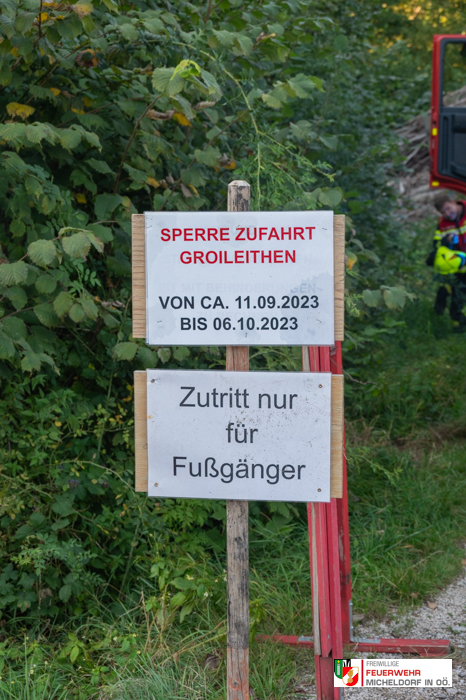 SPERRE ZUFAHRT
GROILEITHEN
VON CA. 11.09.2023
BIS 06.10.2023
Zutritt nur
für
Fußgänger
FREIWILLIGE
FEUERWEHR
MICHELDORF IN OÖ.